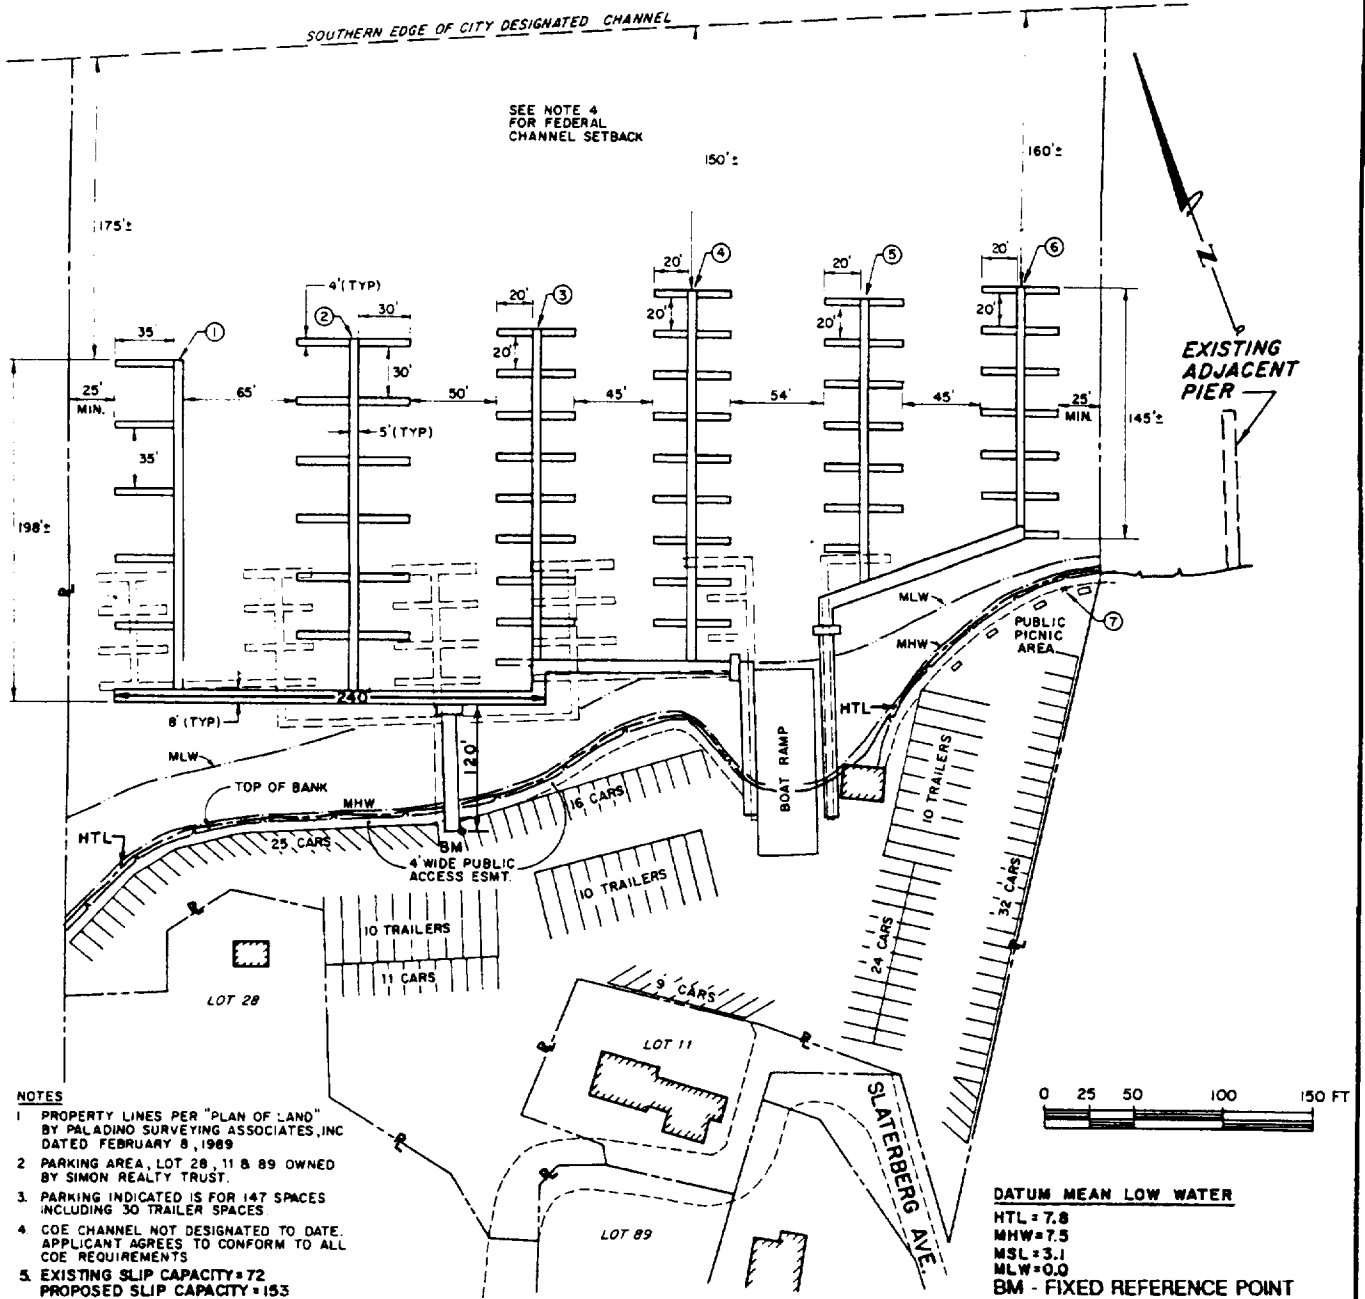 SOUTHERN EDGE OF CITY DESIGNATED CHANNEL
SEE NOTE 4
FOR FEDERAL
CHANNEL SETBACK
150'±
160'±
175'±
N
4'(TYP)
30'
20'
3
20'
4
20'
5
20'
6
35'
1
2
20'
20'
20'
20'
30'
EXISTING
ADJACENT
PIER
25'
MIN.
65'
50'
45'
54'
45'
25'
MIN.
145'±
5'(TYP)
35'
198'±
PL
MLW
MHW
7
PUBLIC
PICNIC
AREA
240'
8'(TYP)
HTL
120'
MLW
BOAT RAMP
10 TRAILERS
TOP OF BANK
MHW
16 CARS
HTL
25 CARS
BM
4' WIDE PUBLIC
ACCESS ESMT.
10 TRAILERS
32 CARS
PL
10 TRAILERS
24 CARS
PL
11 CARS
LOT 28
9 CARS
LOT 11
PL
PL
SLATERBERG AVE.
0 25 50 100 150 FT
PL
PL
LOT 89
NOTES
1 PROPERTY LINES PER "PLAN OF LAND"
BY PALADINO SURVEYING ASSOCIATES, INC
DATED FEBRUARY 8, 1989
2 PARKING AREA, LOT 28, 11 & 89 OWNED
BY SIMON REALTY TRUST.
3. PARKING INDICATED IS FOR 147 SPACES
INCLUDING 30 TRAILER SPACES
4 COE CHANNEL NOT DESIGNATED TO DATE.
APPLICANT AGREES TO CONFORM TO ALL
COE REQUIREMENTS
5. EXISTING SLIP CAPACITY = 72
PROPOSED SLIP CAPACITY = 153
DATUM MEAN LOW WATER
HTL = 7.8
MHW = 7.5
MSL = 3.1
MLW = 0.0
BM - FIXED REFERENCE POINT